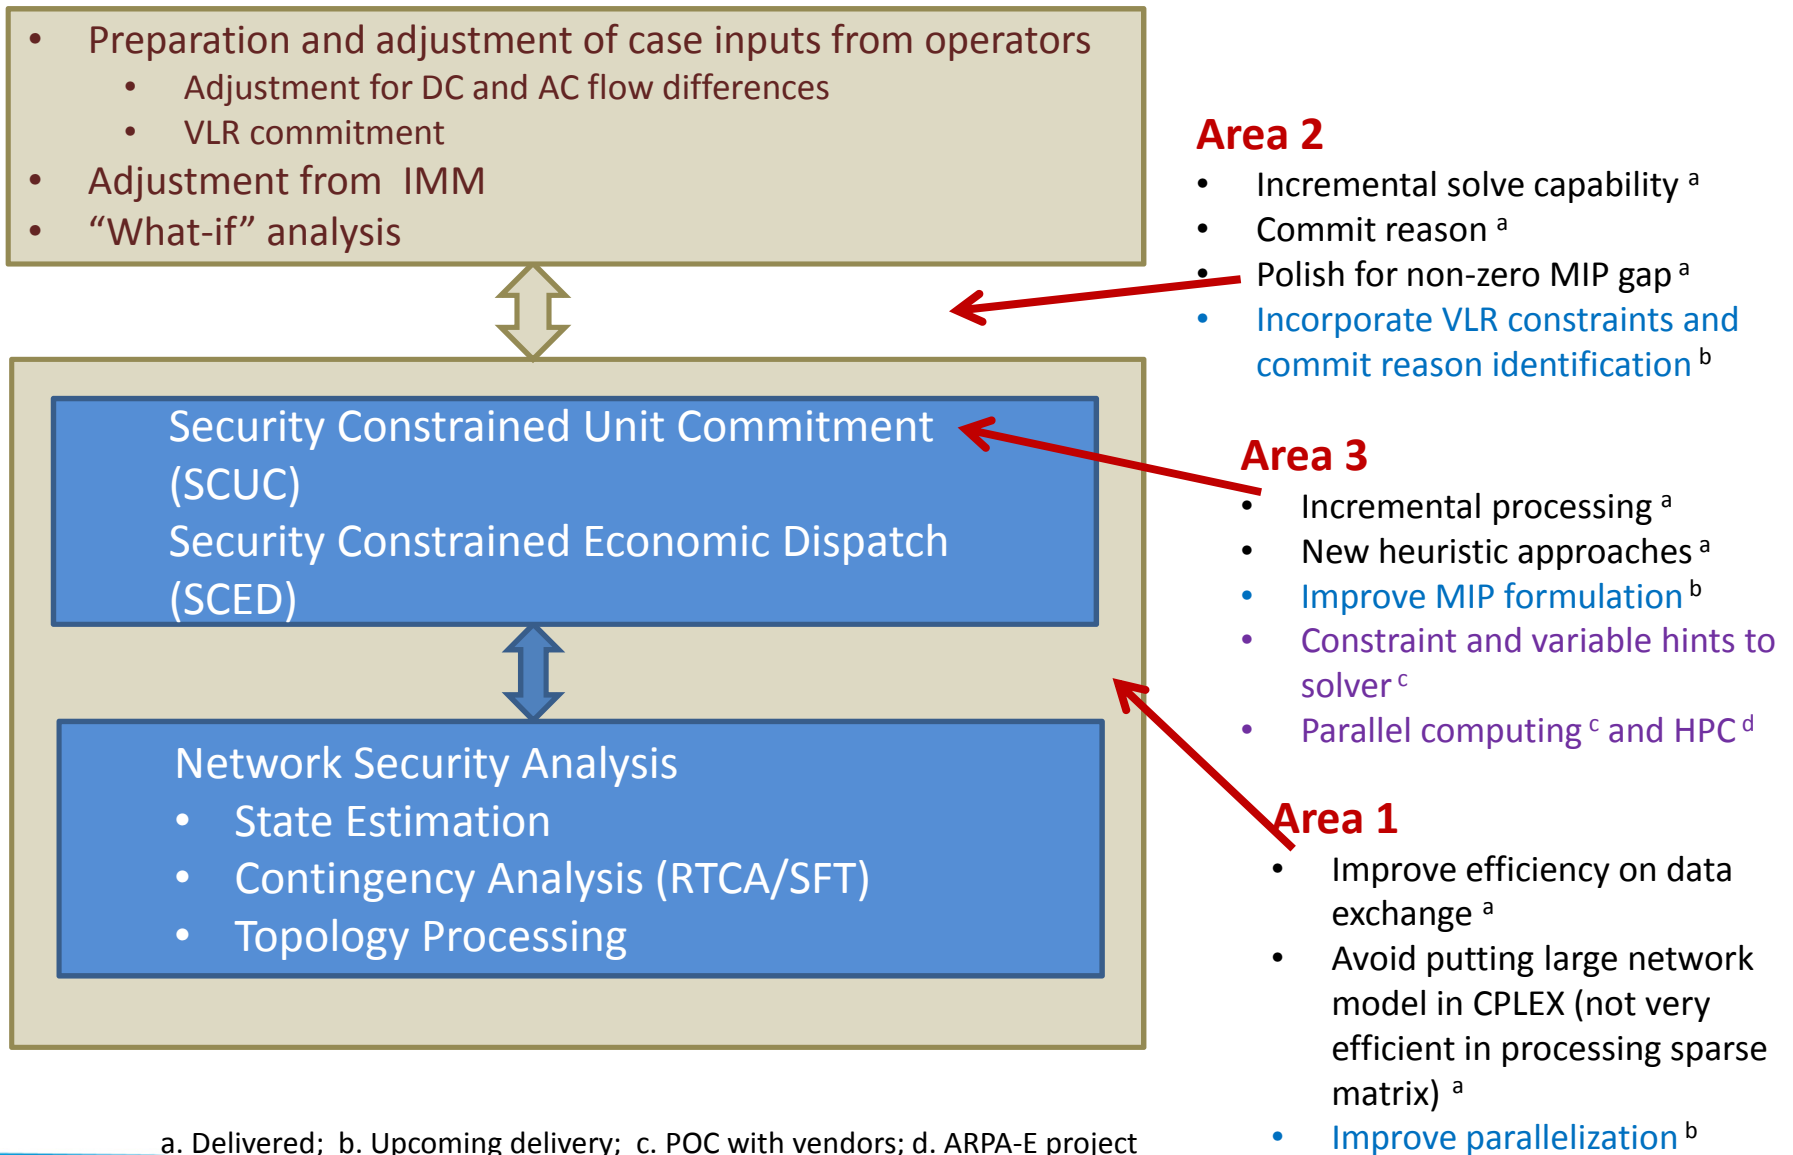 • Preparation and adjustment of case inputs from operators
• Adjustment for DC and AC flow differences
• VLR commitment
• Adjustment from IMM
• “What-if” analysis
Security Constrained Unit Commitment
(SCUC)
Security Constrained Economic Dispatch
(SCED)
Network Security Analysis
• State Estimation
• Contingency Analysis (RTCA/SFT)
• Topology Processing
Area 2
• Incremental solve capability a
• Commit reason a
• Polish for non-zero MIP gap a
• Incorporate VLR constraints and
commit reason identification b
Area 3
• Incremental processing a
• New heuristic approaches a
• Improve MIP formulation b
• Constraint and variable hints to
solver c
• Parallel computing c and HPC d
Area 1
• Improve efficiency on data
exchange a
• Avoid putting large network
model in CPLEX (not very
efficient in processing sparse
matrix) a
• Improve parallelization b
a. Delivered; b. Upcoming delivery; c. POC with vendors; d. ARPA-E project